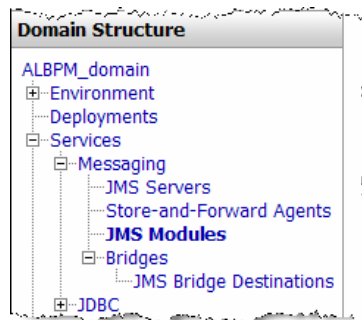 Domain Structure
ALBPM_domain
Environment
Deployments
Services
Messaging
JMS Servers
Store-and-Forward Agents
JMS Modules
Bridges
JMS Bridge Destinations
JDBC